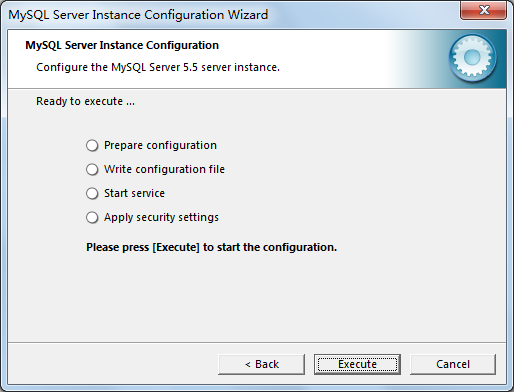 MySQL Server Instance Configuration Wizard
MySQL Server Instance Configuration
Configure the MySQL Server 5.5 server instance.
Ready to execute ...
Prepare configuration
Write configuration file
Start service
Apply security settings
Please press [Execute] to start the configuration.
< Back Execute Cancel